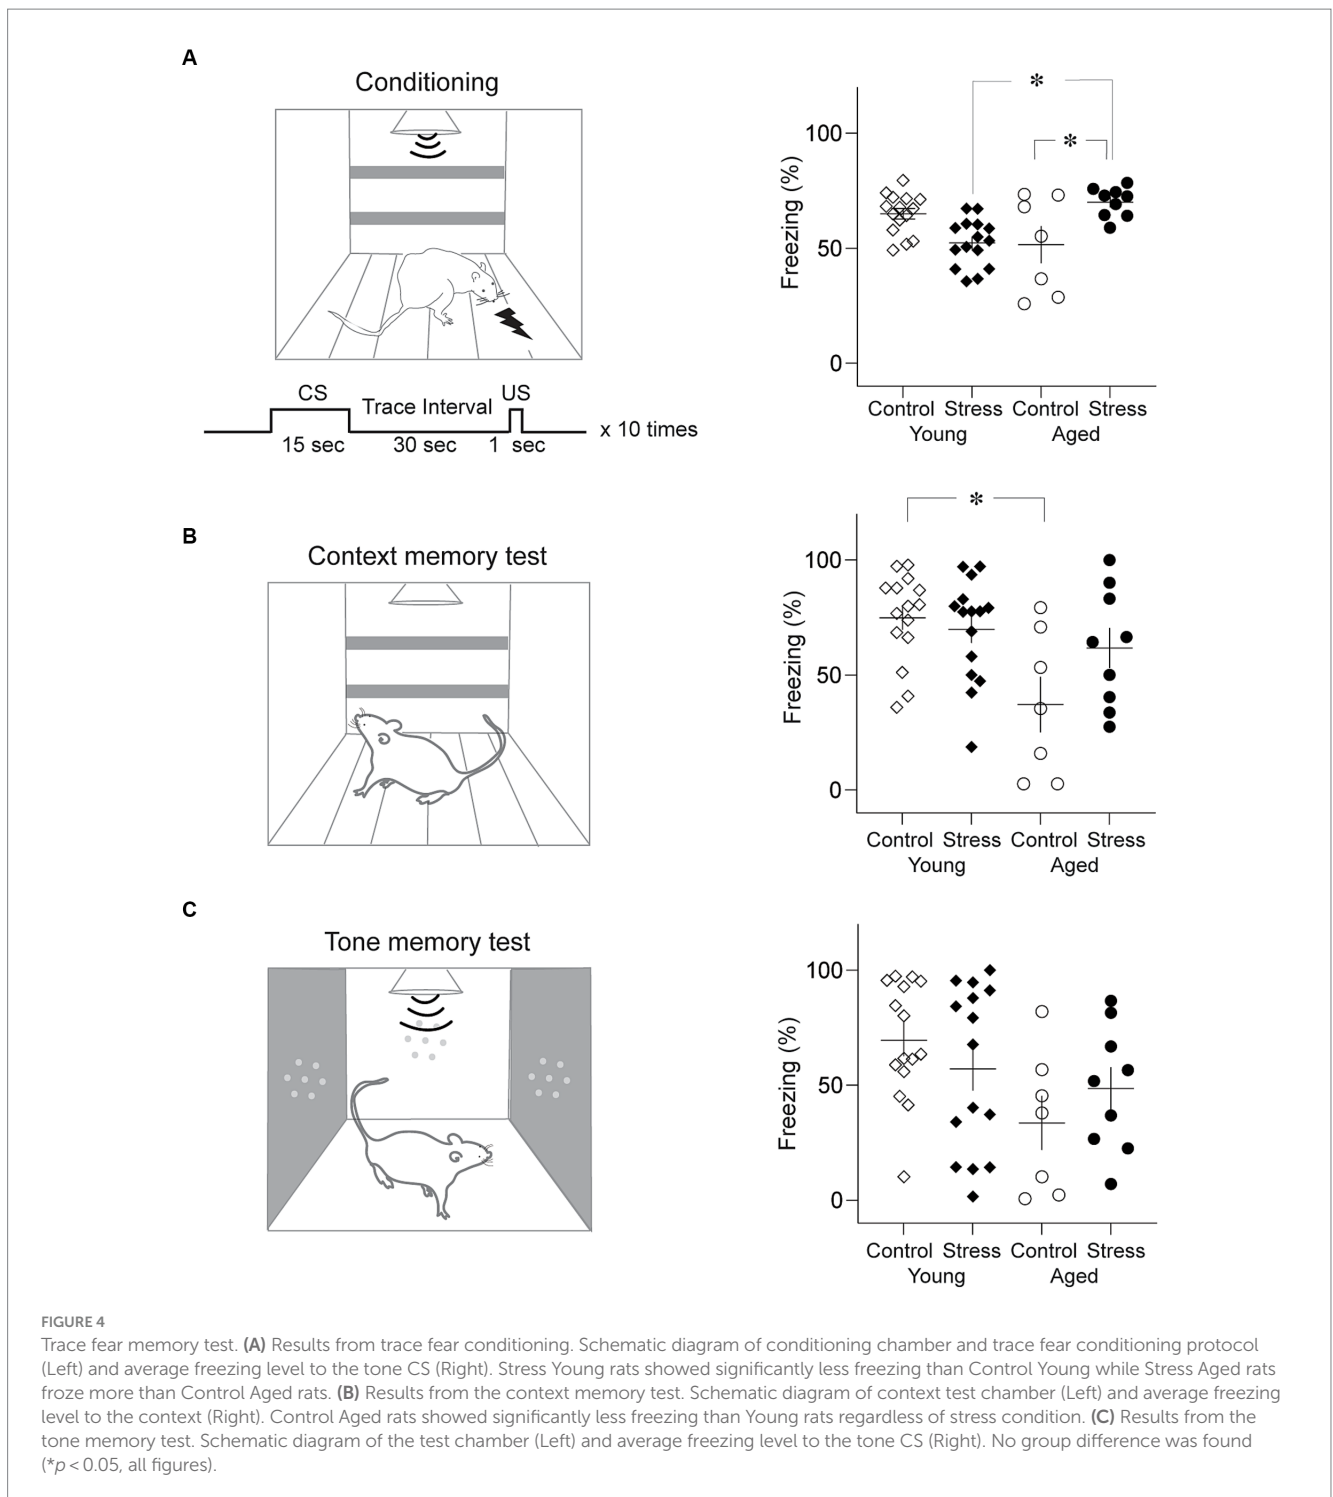 A
Conditioning
CS
Trace Interval
US
15 sec
30 sec
1 sec
x 10 times
*
*
Freezing (%)
100
50
0
Control Stress Control Stress
Young Aged
B
Context memory test
*
Freezing (%)
100
50
0
Control Stress Control Stress
Young Aged
C
Tone memory test
Freezing (%)
100
50
0
Control Stress Control Stress
Young Aged
FIGURE 4
Trace fear memory test. (A) Results from trace fear conditioning. Schematic diagram of conditioning chamber and trace fear conditioning protocol
(Left) and average freezing level to the tone CS (Right). Stress Young rats showed significantly less freezing than Control Young while Stress Aged rats
froze more than Control Aged rats. (B) Results from the context memory test. Schematic diagram of context test chamber (Left) and average freezing
level to the context (Right). Control Aged rats showed significantly less freezing than Young rats regardless of stress condition. (C) Results from the
tone memory test. Schematic diagram of the test chamber (Left) and average freezing level to the tone CS (Right). No group difference was found
(*p < 0.05, all figures).